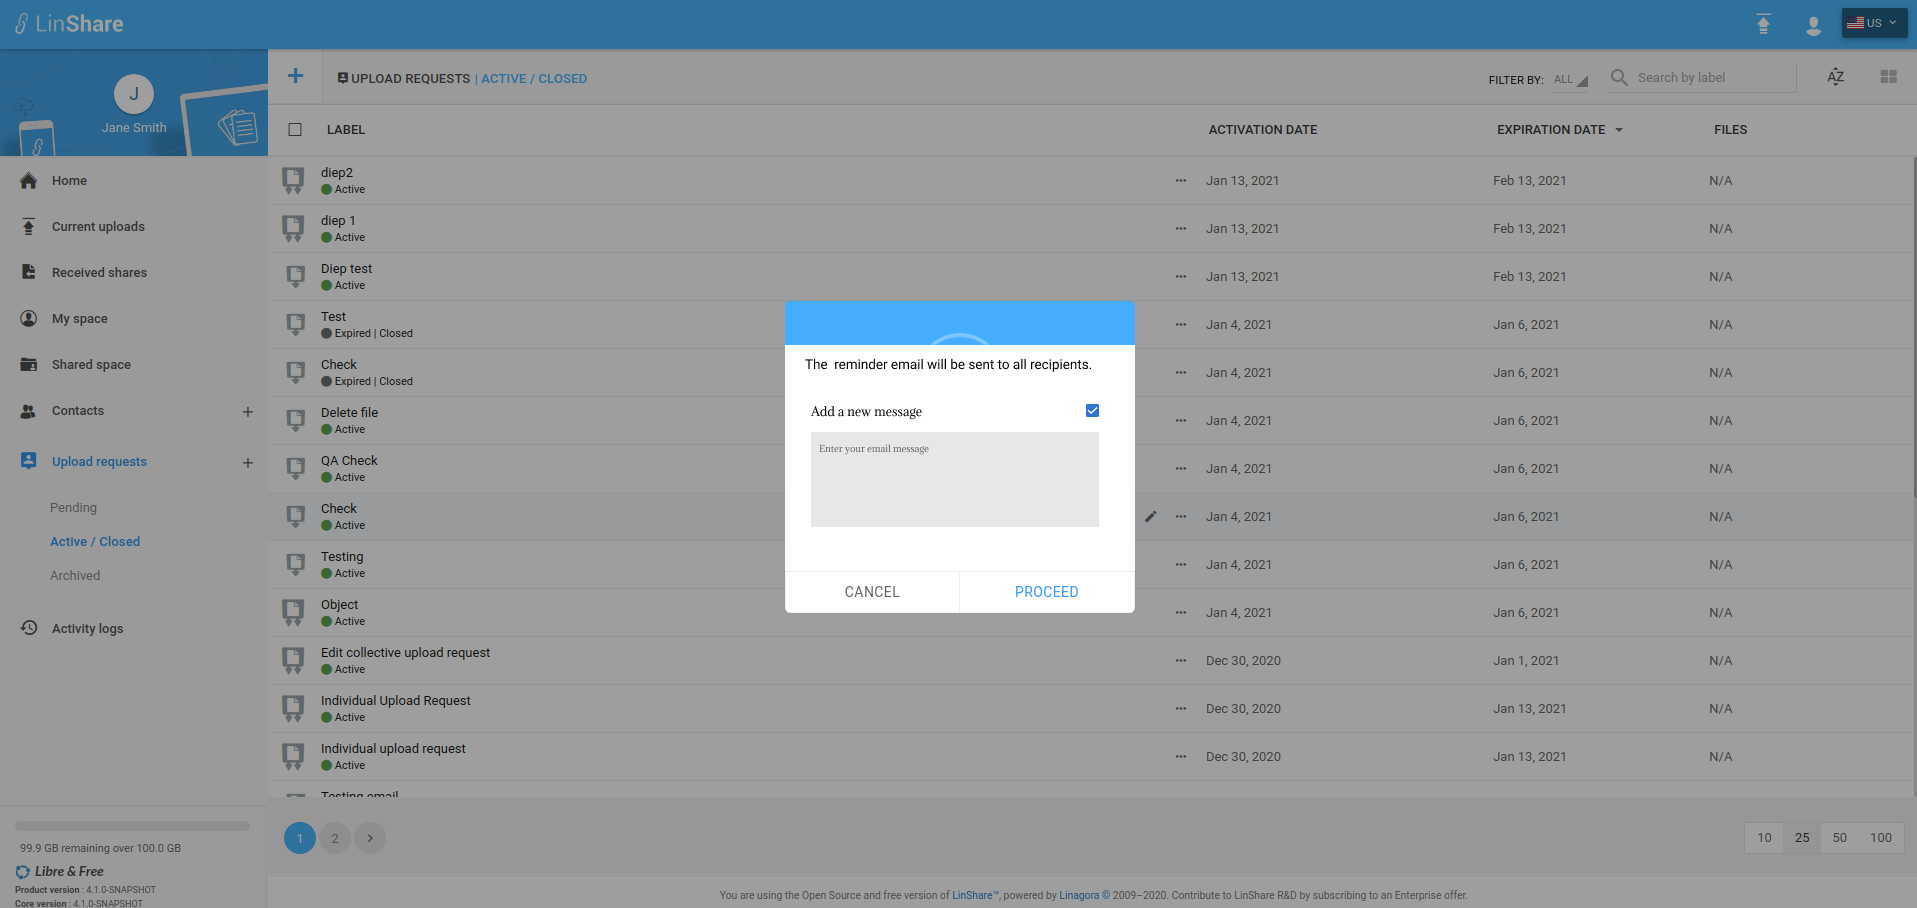 LinShare
US
J
Jane Smith
Home
Current uploads
Received shares
My space
Shared space
Contacts
Upload requests
Pending
Active / Closed
Archived
Activity logs
99.9 GB remaining over 100.0 GB
Libre & Free
Product version : 4.1.0-SNAPSHOT
Core version : 4.1.0-SNAPSHOT
UPLOAD REQUESTS | ACTIVE / CLOSED
FILTER BY: ALL
Search by label
AZ
LABEL ACTIVATION DATE EXPIRATION DATE FILES
diep2
Active
Jan 13, 2021 Feb 13, 2021 N/A
diep 1
Active
Jan 13, 2021 Feb 13, 2021 N/A
Diep test
Active
Jan 13, 2021 Feb 13, 2021 N/A
Test
Expired | Closed
Jan 4, 2021 Jan 6, 2021 N/A
Check
Expired | Closed
Jan 4, 2021 Jan 6, 2021 N/A
Delete file
Active
Jan 4, 2021 Jan 6, 2021 N/A
QA Check
Active
Jan 4, 2021 Jan 6, 2021 N/A
Check
Active
Jan 4, 2021 Jan 6, 2021 N/A
Testing
Active
Jan 4, 2021 Jan 6, 2021 N/A
Object
Active
Jan 4, 2021 Jan 6, 2021 N/A
Edit collective upload request
Active
Dec 30, 2020 Jan 1, 2021 N/A
Individual Upload Request
Active
Dec 30, 2020 Jan 13, 2021 N/A
Individual upload request
Active
Dec 30, 2020 Jan 13, 2021 N/A
Testing email
The reminder email will be sent to all recipients.
Add a new message
Enter your email message
CANCEL PROCEED
1 2
10 25 50 100
You are using the Open Source and free version of LinShare™, powered by Linagora © 2009–2020. Contribute to LinShare R&D by subscribing to an Enterprise offer.